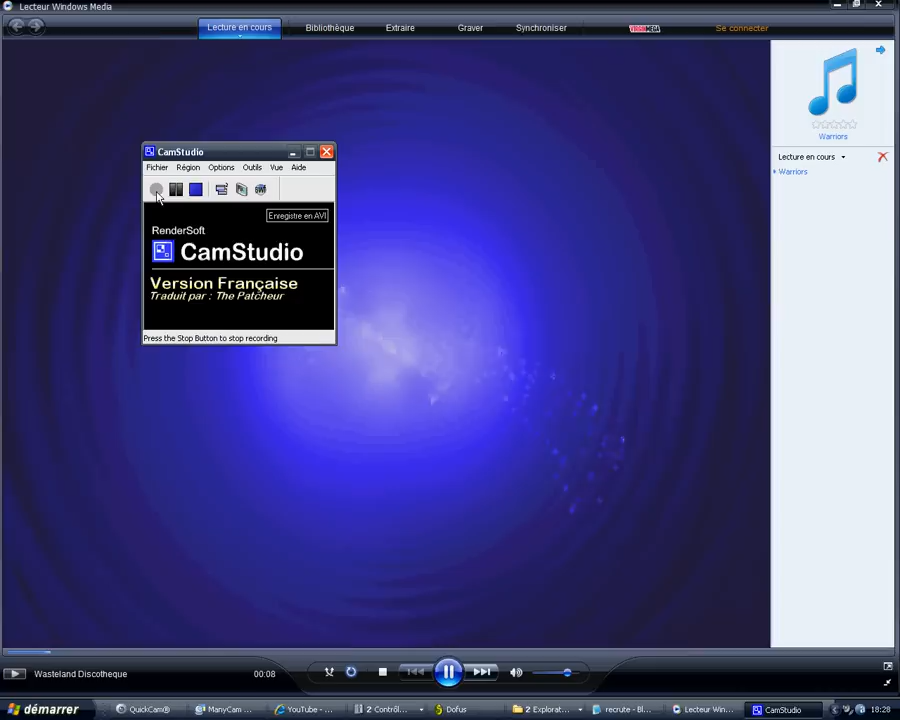 Lecteur Windows Media
Lecture en cours
Bibliothèque
Extraire
Graver
Synchroniser
Se connecter
Warriors
Lecture en cours
Warriors
CamStudio
Fichier Région Options Outils Vue Aide
Enregistre en AVI
RenderSoft
CamStudio
Version Française
Traduit par : The Patcheur
Press the Stop Button to stop recording
Wasteland Discotheque
00:08
démarrer
QuickCam®
ManyCam ...
YouTube - ...
2 Contrôl...
Dofus
2 Explorat...
recrute - Bl...
Lecteur Win...
CamStudio
18:28